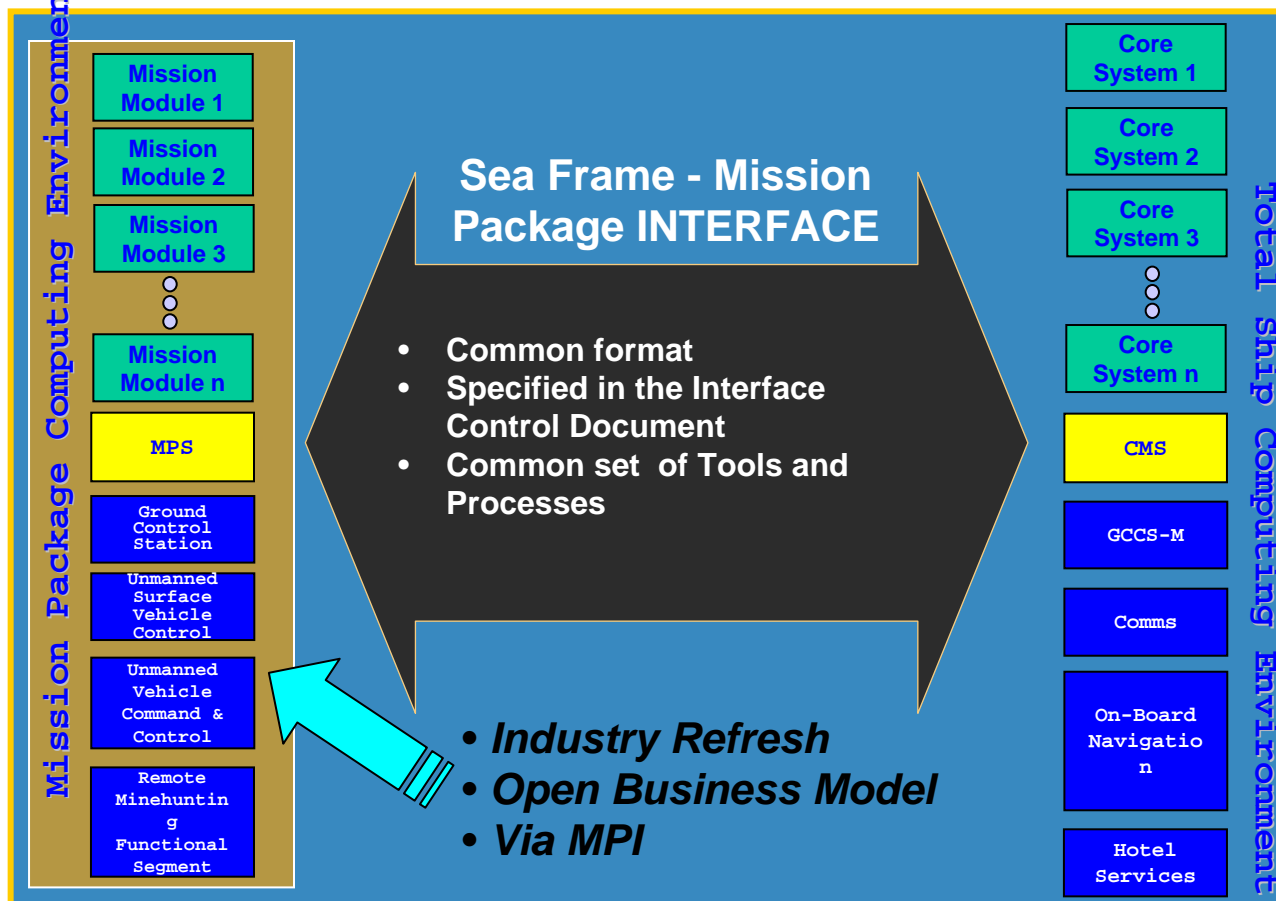 Mission Package Computing Environmen
Mission
Module 1
Mission
Module 2
Mission
Module 3
Mission
Module n
MPS
Ground
Control
Station
Unmanned
Surface
Vehicle
Control
Unmanned
Vehicle
Command &
Control
Remote
Minehuntin
g
Functional
Segment
Sea Frame - Mission
Package INTERFACE
• Common format
• Specified in the Interface
Control Document
• Common set of Tools and
Processes
• Industry Refresh
• Open Business Model
• Via MPI
Core
System 1
Core
System 2
Core
System 3
Core
System n
CMS
GCCS-M
Comms
On-Board
Navigatio
n
Hotel
Services
Total Ship Computing Environment